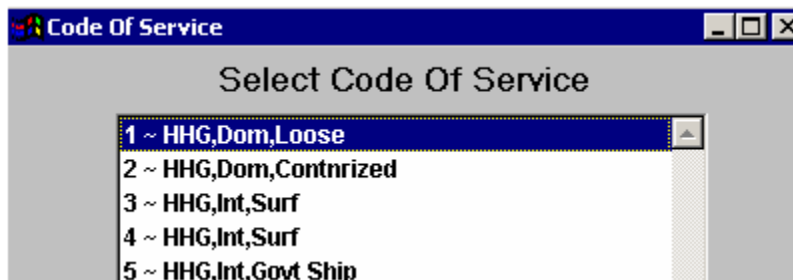 Code Of Service
Select Code Of Service
1 ~ HHG,Dom,Loose
2 ~ HHG,Dom,Contnrized
3 ~ HHG,Int,Surf
4 ~ HHG,Int,Surf
5 ~ HHG,Int,Govt Ship